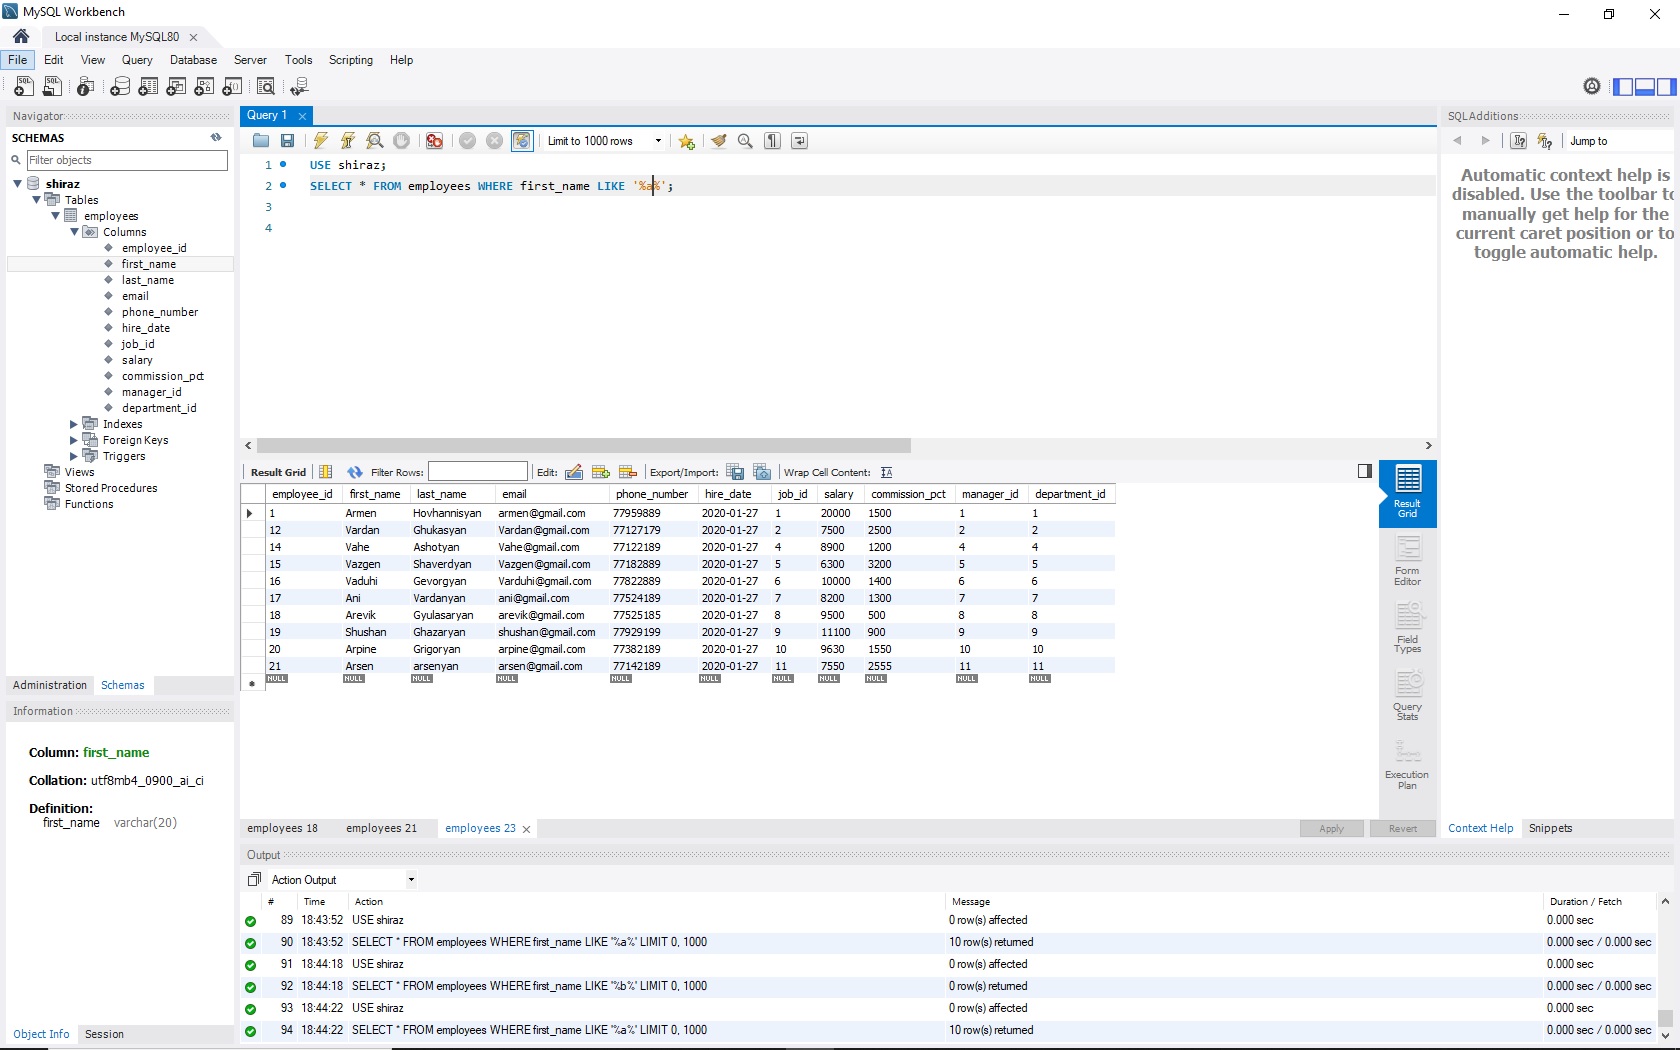 MySQL Workbench
Local instance MySQL80
File Edit View Query Database Server Tools Scripting Help
Navigator
SCHEMAS
Filter objects
shiraz
Tables
employees
Columns
employee_id
first_name
last_name
email
phone_number
hire_date
job_id
salary
commission_pct
manager_id
department_id
Indexes
Foreign Keys
Triggers
Views
Stored Procedures
Functions
Administration Schemas
Information
Column: first_name
Collation: utf8mb4_0900_ai_ci
Definition:
first_name varchar(20)
Object Info Session
Query 1
Limit to 1000 rows
1 USE shiraz;
2 SELECT * FROM employees WHERE first_name LIKE '%a%';
3
4
Result Grid Filter Rows: Edit: Export/Import: Wrap Cell Content:
employee_id first_name last_name email phone_number hire_date job_id salary commission_pct manager_id department_id
1 Armen Hovhannisyan armen@gmail.com 77959889 2020-01-27 1 20000 1500 1 1
12 Vardan Ghukasyan Vardan@gmail.com 77127179 2020-01-27 2 7500 2500 2 2
14 Vahe Ashotyan Vahe@gmail.com 77122189 2020-01-27 4 8900 1200 4 4
15 Vazgen Shaverdyan Vazgen@gmail.com 77182889 2020-01-27 5 6300 3200 5 5
16 Vaduhi Gevorgyan Varduhi@gmail.com 77822889 2020-01-27 6 10000 1400 6 6
17 Ani Vardanyan ani@gmail.com 77524189 2020-01-27 7 8200 1300 7 7
18 Arevik Gyulasaryan arevik@gmail.com 77525185 2020-01-27 8 9500 500 8 8
19 Shushan Ghazaryan shushan@gmail.com 77929199 2020-01-27 9 11100 900 9 9
20 Arpine Grigoryan arpine@gmail.com 77382189 2020-01-27 10 9630 1550 10 10
21 Arsen arsenyan arsen@gmail.com 77142189 2020-01-27 11 7550 2555 11 11
NULL NULL NULL NULL NULL NULL NULL NULL NULL NULL NULL
Result
Grid
Form
Editor
Field
Types
Query
Stats
Execution
Plan
employees 18 employees 21 employees 23
Apply Revert
SQLAdditions
Jump to
Automatic context help is
disabled. Use the toolbar to
manually get help for the
current caret position or to
toggle automatic help.
Context Help Snippets
Output
Action Output
# Time Action Message Duration / Fetch
89 18:43:52 USE shiraz 0 row(s) affected 0.000 sec
90 18:43:52 SELECT * FROM employees WHERE first_name LIKE '%a%' LIMIT 0, 1000 10 row(s) returned 0.000 sec / 0.000 sec
91 18:44:18 USE shiraz 0 row(s) affected 0.000 sec
92 18:44:18 SELECT * FROM employees WHERE first_name LIKE '%b%' LIMIT 0, 1000 0 row(s) returned 0.000 sec / 0.000 sec
93 18:44:22 USE shiraz 0 row(s) affected 0.000 sec
94 18:44:22 SELECT * FROM employees WHERE first_name LIKE '%a%' LIMIT 0, 1000 10 row(s) returned 0.000 sec / 0.000 sec